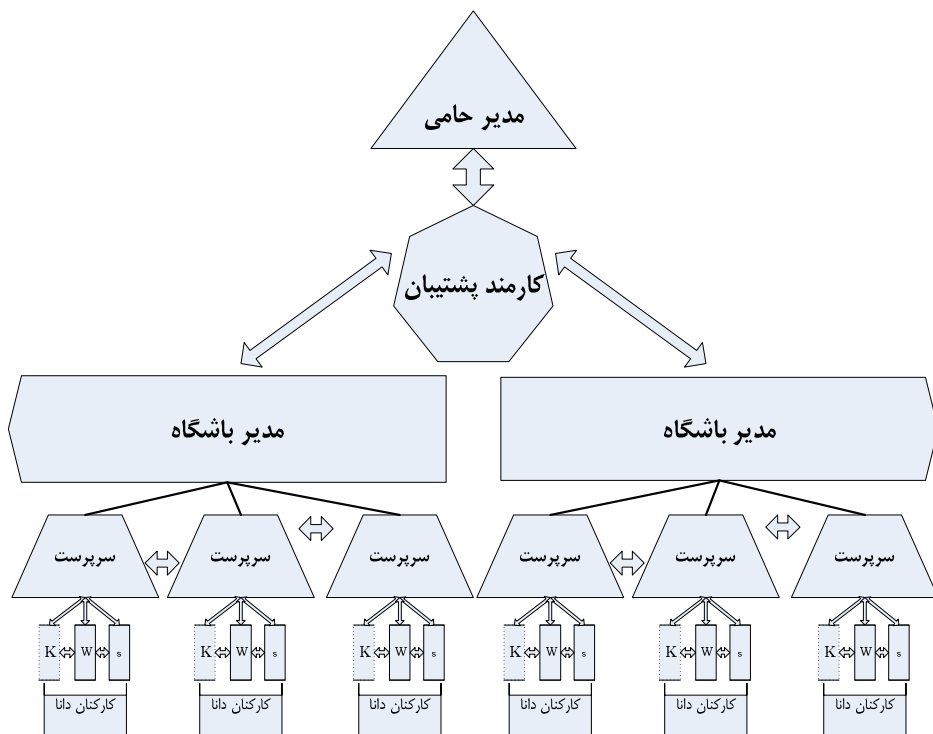 مدیر حامی
کارمند پشتیبان
مدیر باشگاه
مدیر باشگاه
سرپرست
سرپرست
سرپرست
سرپرست
سرپرست
سرپرست
K W s
K W s
K W s
K W s
K W s
K W s
کارکنان دانا
کارکنان دانا
کارکنان دانا
کارکنان دانا
کارکنان دانا
کارکنان دانا